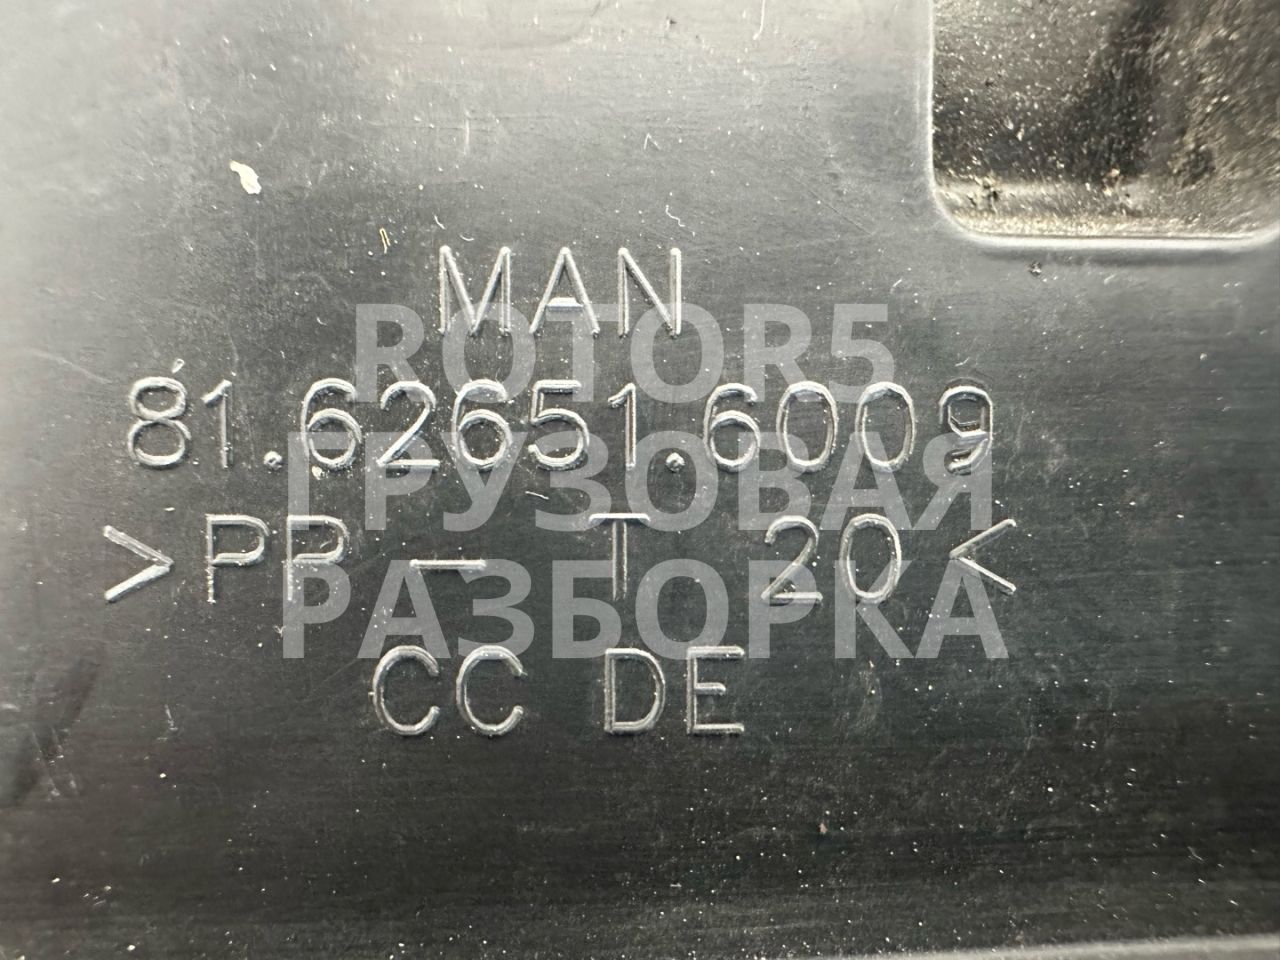 MAN
ROTOR5
81.62651.6009
ГРУЗОВАЯ
>PP-T 20<
РАЗБОРКА
CC DE